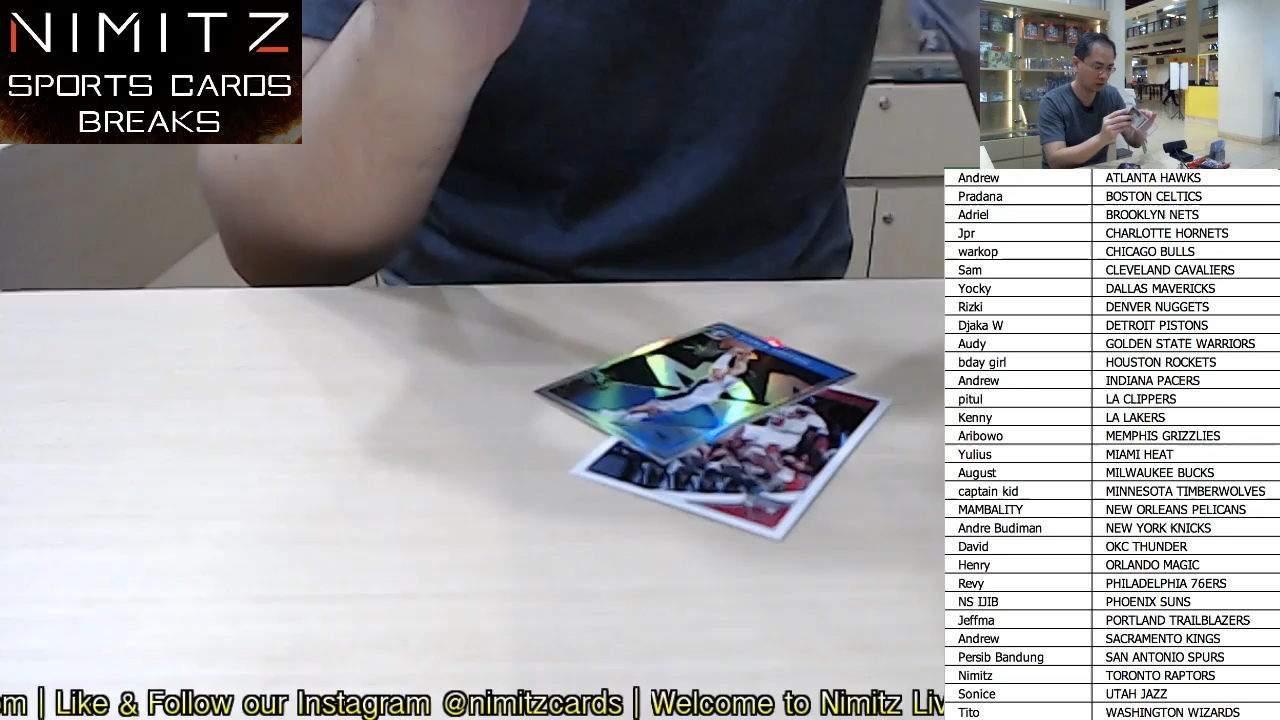 NIMITZ
SPORTS CARDS
BREAKS
Andrew ATLANTA HAWKS
Pradana BOSTON CELTICS
Adriel BROOKLYN NETS
Jpr CHARLOTTE HORNETS
warkop CHICAGO BULLS
Sam CLEVELAND CAVALIERS
Yocky DALLAS MAVERICKS
Rizki DENVER NUGGETS
Djaka W DETROIT PISTONS
Audy GOLDEN STATE WARRIORS
bday girl HOUSTON ROCKETS
Andrew INDIANA PACERS
pitul LA CLIPPERS
Kenny LA LAKERS
Aribowo MEMPHIS GRIZZLIES
Yulius MIAMI HEAT
August MILWAUKEE BUCKS
captain kid MINNESOTA TIMBERWOLVES
MAMBALITY NEW ORLEANS PELICANS
Andre Budiman NEW YORK KNICKS
David OKC THUNDER
Henry ORLANDO MAGIC
Revy PHILADELPHIA 76ERS
NS IJIB PHOENIX SUNS
Jeffma PORTLAND TRAILBLAZERS
Andrew SACRAMENTO KINGS
Persib Bandung SAN ANTONIO SPURS
Nimitz TORONTO RAPTORS
Sonice UTAH JAZZ
Tito WASHINGTON WIZARDS
om | Like & Follow our Instagram @nimitzcards | Welcome to Nimitz Liv